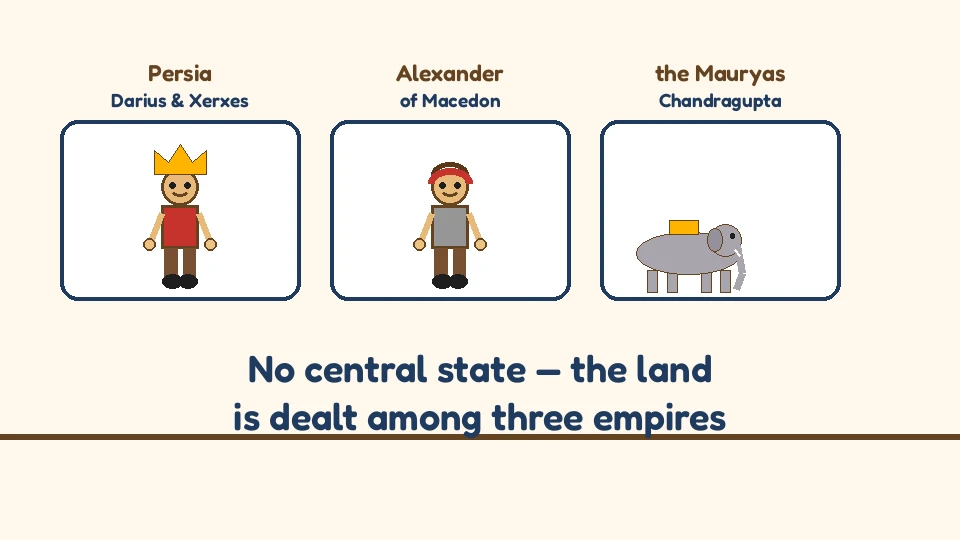 Persia
Darius & Xerxes
Alexander
of Macedon
the Mauryas
Chandragupta
No central state — the land
is dealt among three empires